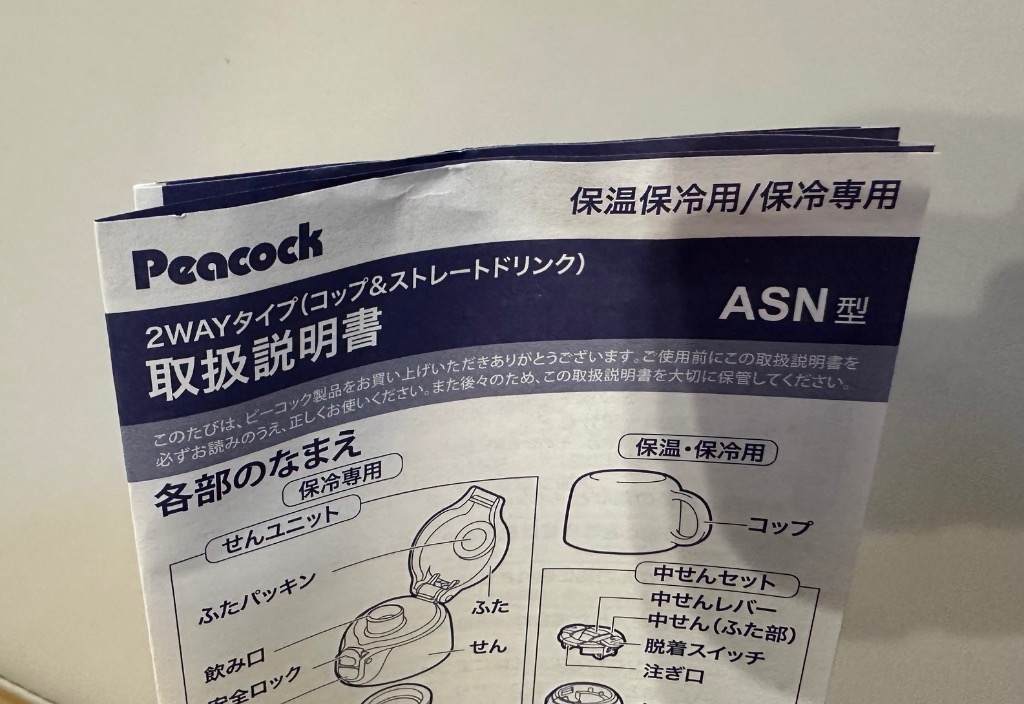 保温保冷用/保冷専用
Peacock
2WAYタイプ(コップ&ストレートドリンク)
取扱説明書
ASN型
このたびは、ピーコック製品をお買い上げいただきありがとうございます。ご使用前にこの取扱説明書を
必ずお読みのうえ、正しくお使いください。また後々のため、この取扱説明書を大切に保管してください。
各部のなまえ
保冷専用
せんユニット
ふたパッキン
ふた
飲み口
せん
安全ロック
保温・保冷用
コップ
中せんセット
中せんレバー
中せん(ふた部)
脱着スイッチ
注ぎ口